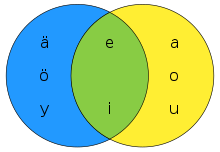 ä e a
ö o
y i u